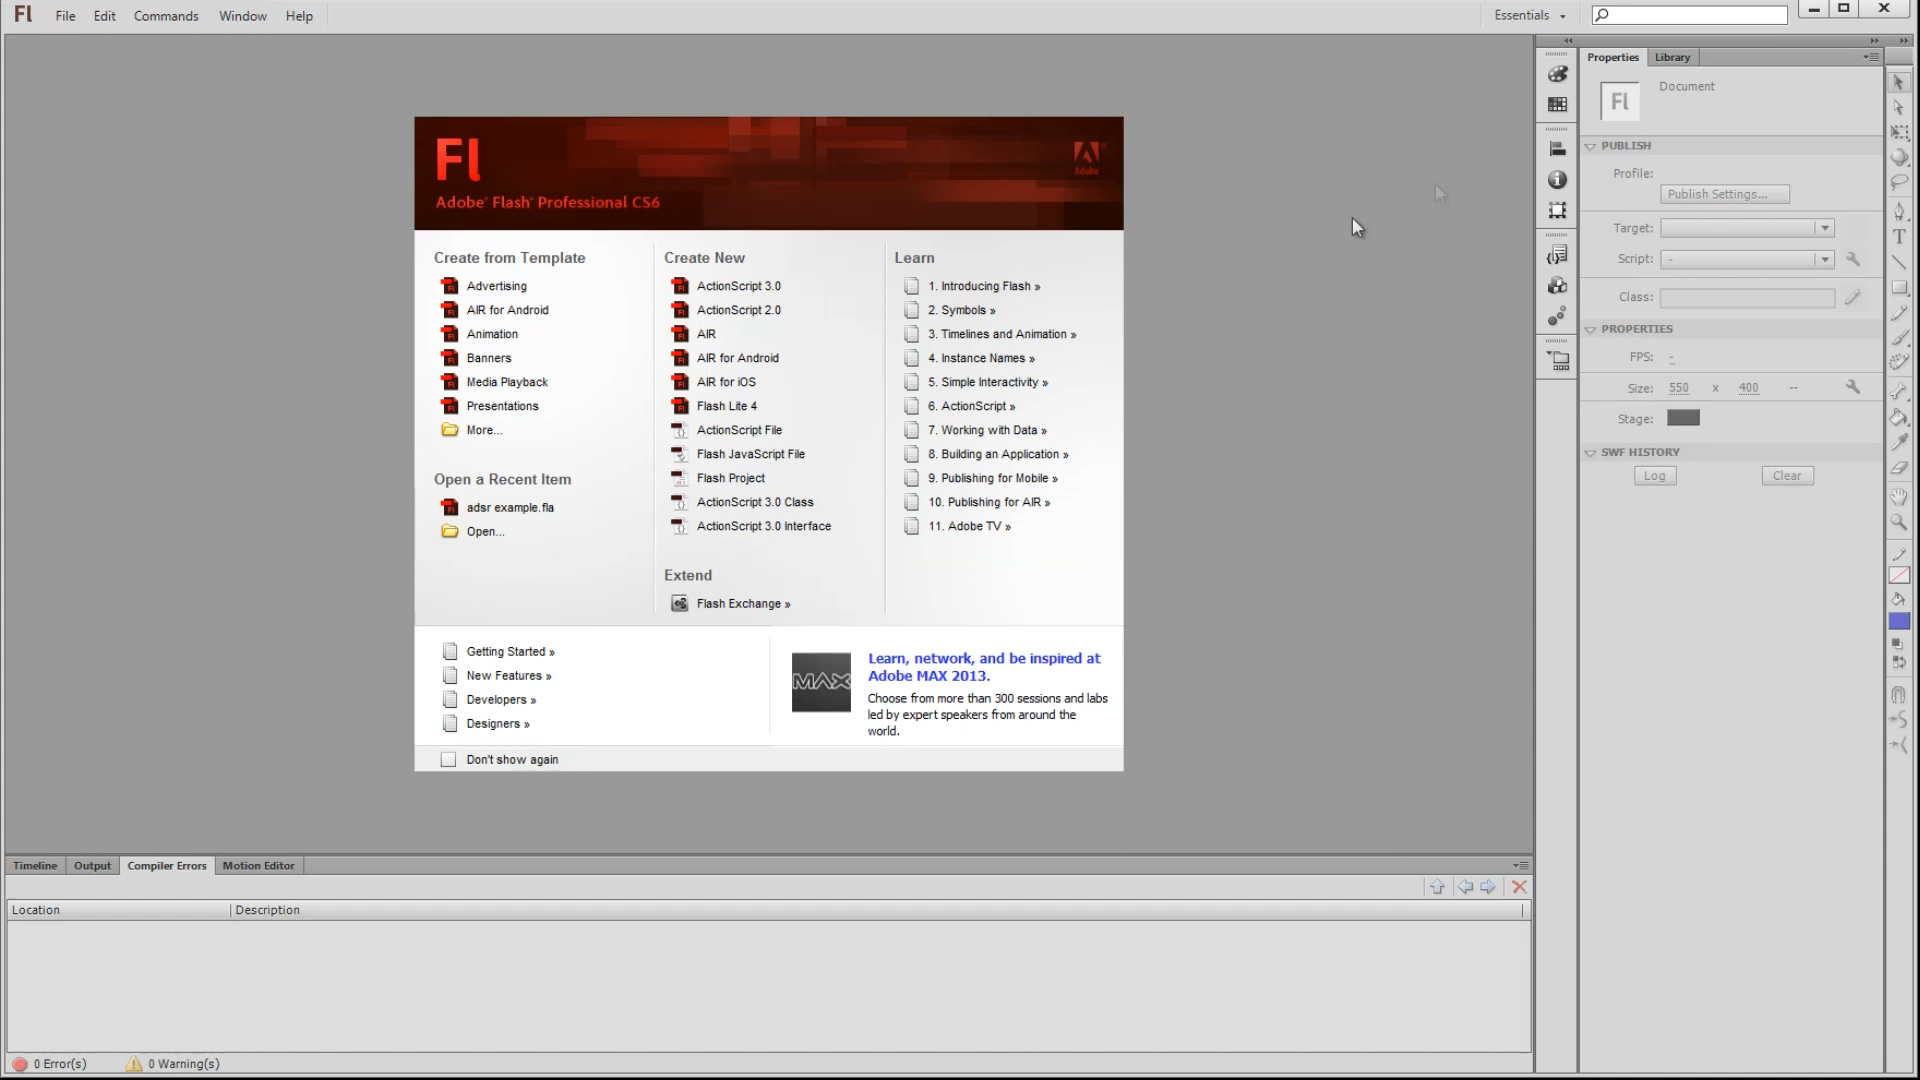 Fl File Edit Commands Window Help Essentials
Properties Library
Fl Document
PUBLISH
Profile:
Publish Settings...
Target:
Script: -
Class:
PROPERTIES
FPS: -
Size: 550 x 400 --
Stage:
SWF HISTORY
Log Clear
Fl
Adobe
Adobe® Flash® Professional CS6
Create from Template
Advertising
AIR for Android
Animation
Banners
Media Playback
Presentations
More...
Open a Recent Item
adsr example.fla
Open...
Create New
ActionScript 3.0
ActionScript 2.0
AIR
AIR for Android
AIR for iOS
Flash Lite 4
ActionScript File
Flash JavaScript File
Flash Project
ActionScript 3.0 Class
ActionScript 3.0 Interface
Extend
Flash Exchange »
Learn
1. Introducing Flash »
2. Symbols »
3. Timelines and Animation »
4. Instance Names »
5. Simple Interactivity »
6. ActionScript »
7. Working with Data »
8. Building an Application »
9. Publishing for Mobile »
10. Publishing for AIR »
11. Adobe TV »
Getting Started »
New Features »
Developers »
Designers »
MAX
Learn, network, and be inspired at
Adobe MAX 2013.
Choose from more than 300 sessions and labs
led by expert speakers from around the
world.
Don't show again
Timeline Output Compiler Errors Motion Editor
Location Description
0 Error(s) 0 Warning(s)